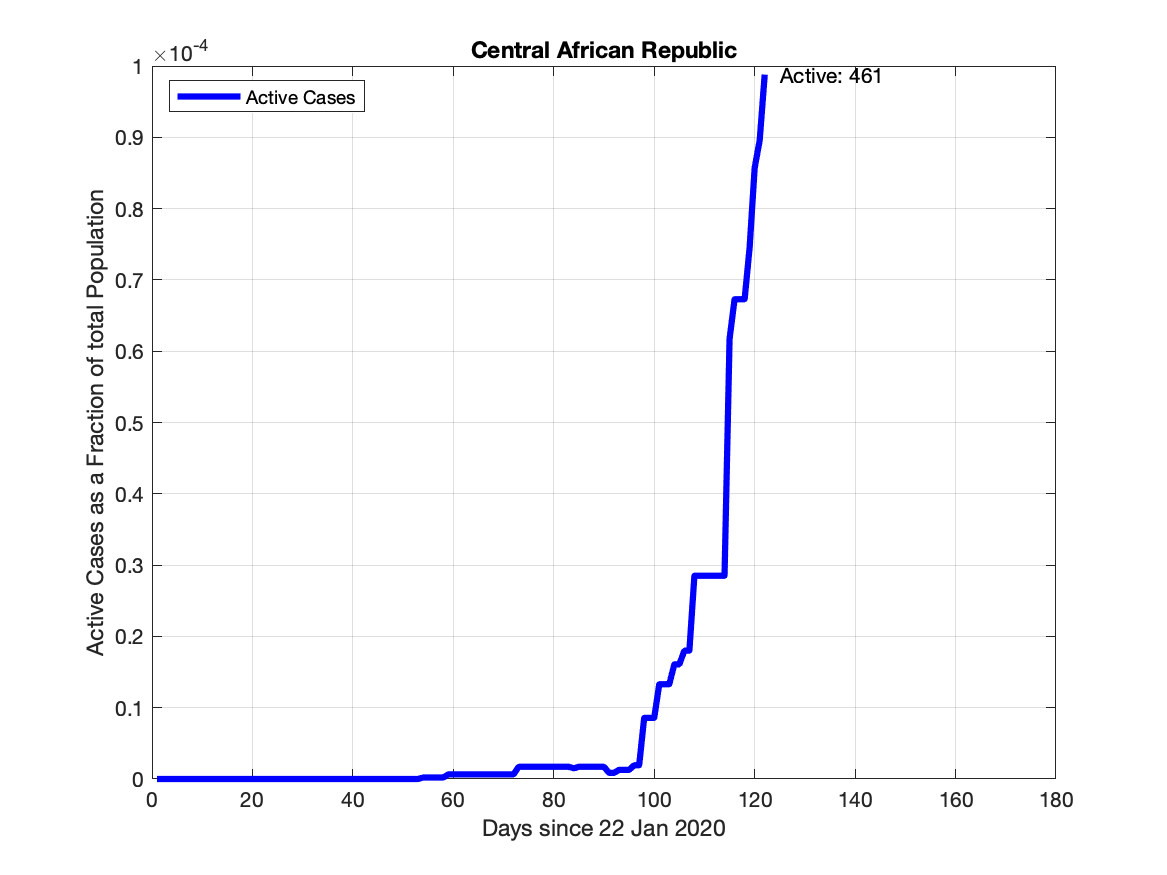 Central African Republic
×10⁻⁴
Active: 461
Active Cases
1
0.9
0.8
0.7
0.6
0.5
0.4
0.3
0.2
0.1
0
Active Cases as a Fraction of total Population
0 20 40 60 80 100 120 140 160 180
Days since 22 Jan 2020